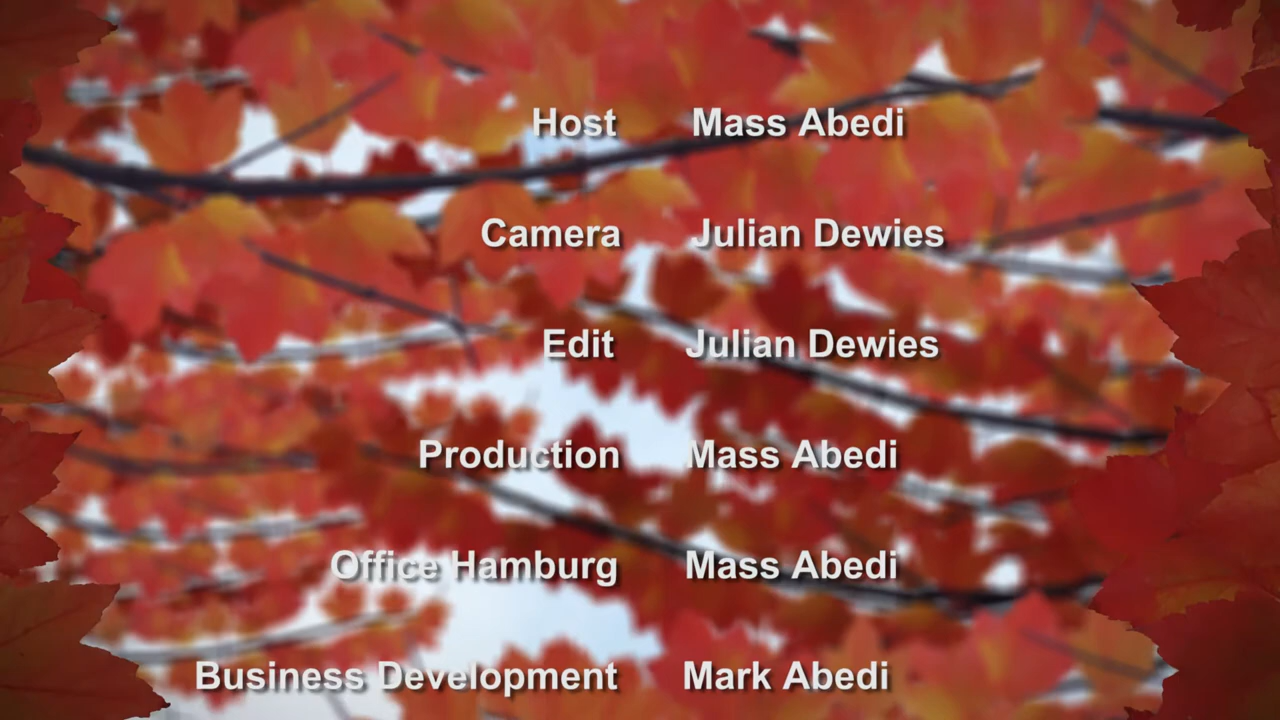 Host Mass Abedi
Camera Julian Dewies
Edit Julian Dewies
Production Mass Abedi
Office Hamburg Mass Abedi
Business Development Mark Abedi